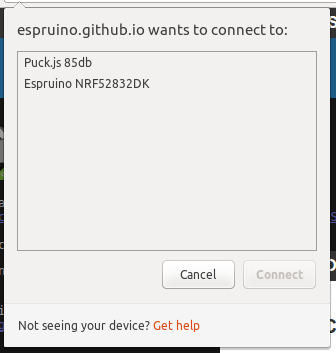 espruino.github.io wants to connect to:
Puck.js 85db
Espruino NRF52832DK
Cancel
Connect
Not seeing your device? Get help